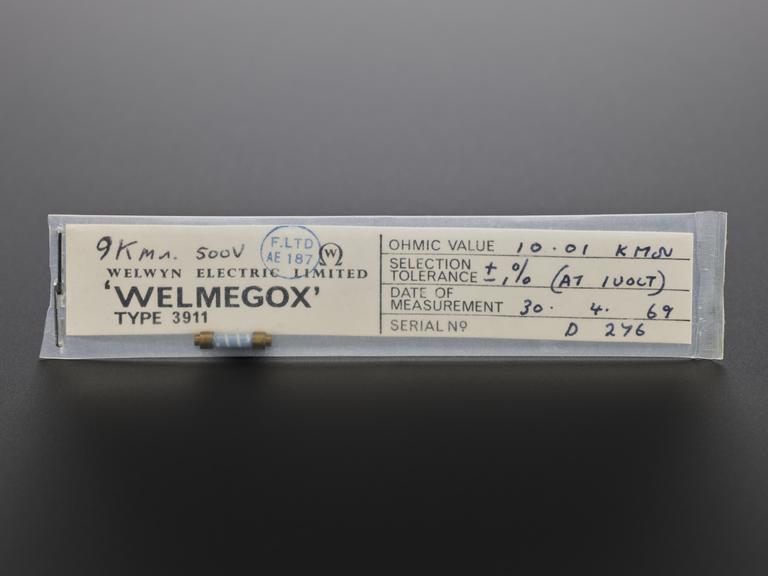 9KMΩ. 500V
F.LTD
AE 187
W
WELWYN ELECTRIC LIMITED
'WELMEGOX'
TYPE 3911
OHMIC VALUE 10.01 KMΩ
SELECTION TOLERANCE ± 1% (AT 1VOLT)
DATE OF MEASUREMENT 30. 4. 69
SERIAL Nº D 276